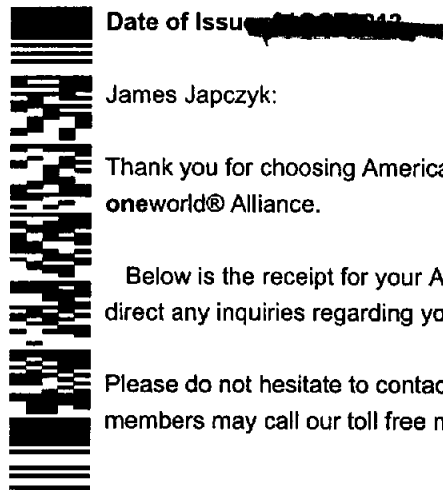 Date of Issue
James Japczyk:
Thank you for choosing America
oneworld® Alliance.
Below is the receipt for your A
direct any inquiries regarding yo
Please do not hesitate to contac
members may call our toll free n